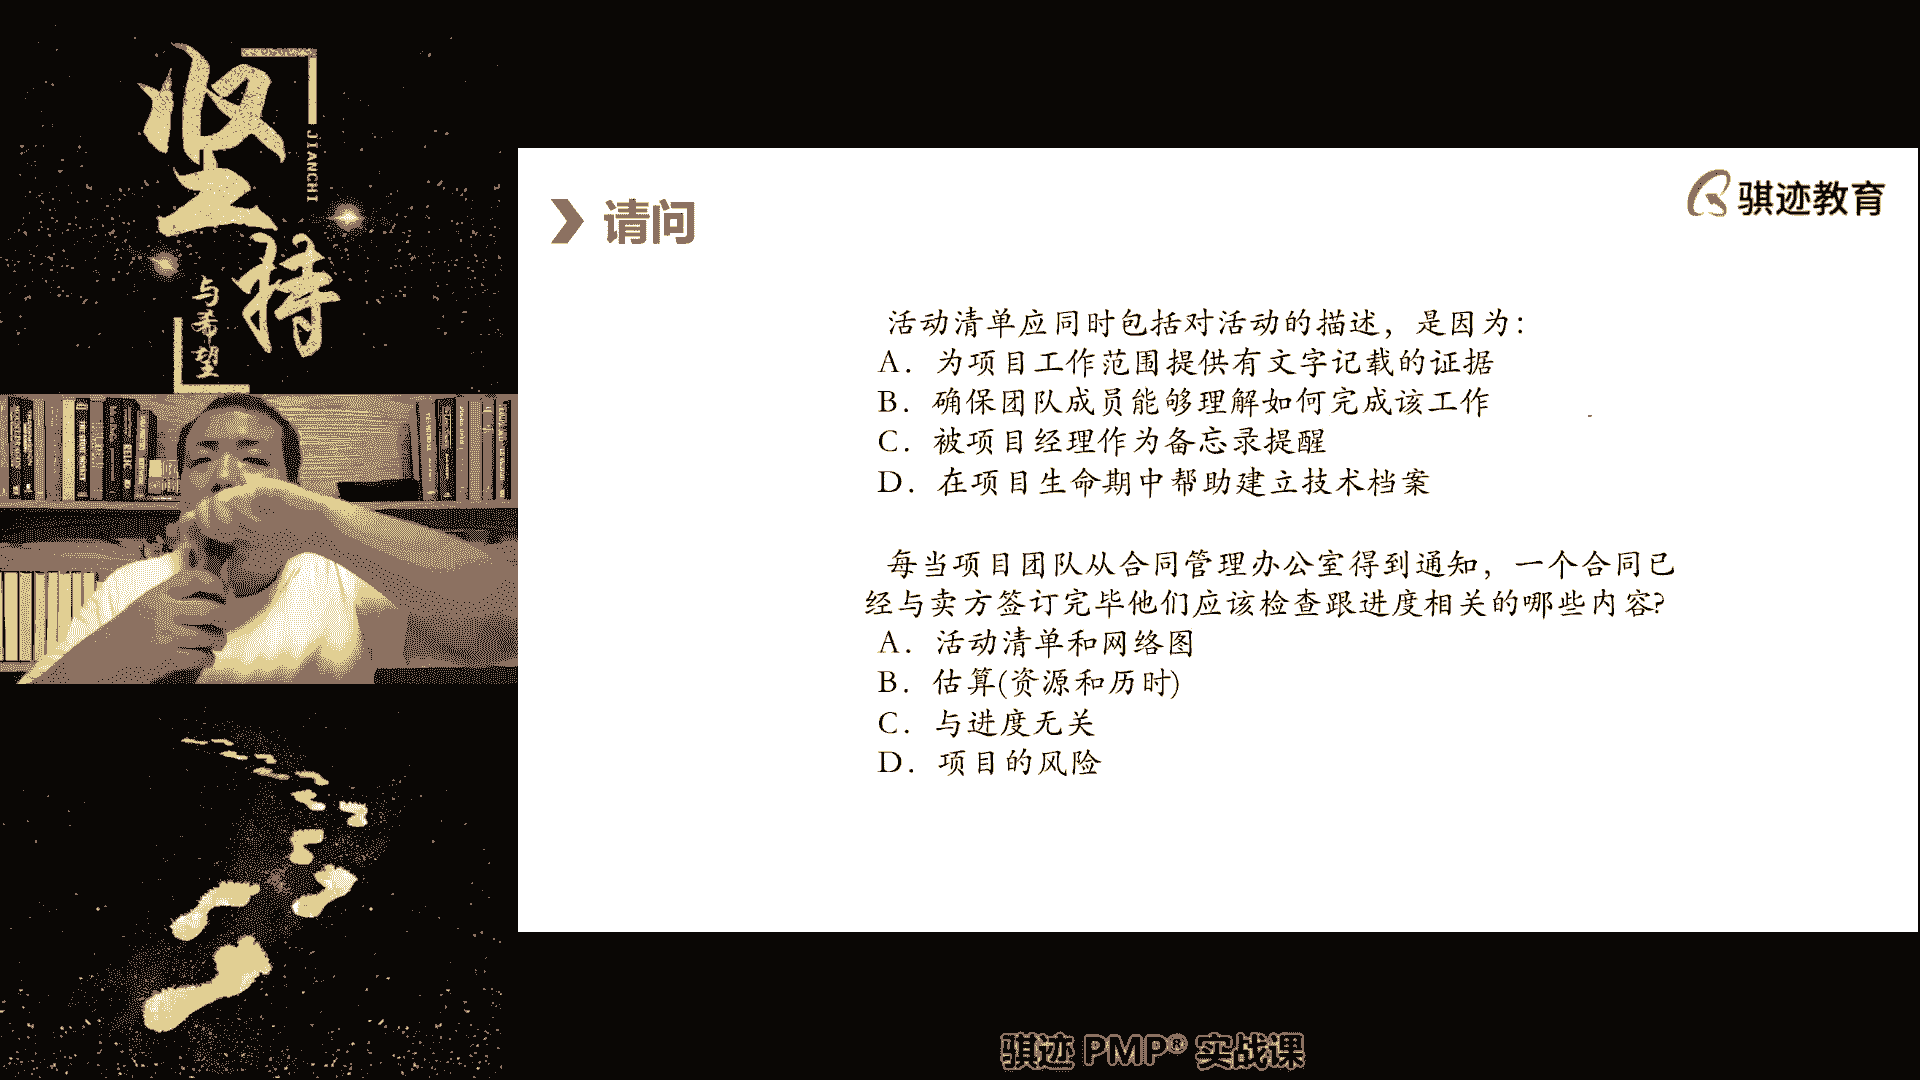 坚持
JIANCHI
与希望
请问
骐迹教育
活动清单应同时包括对活动的描述，是因为：
A．为项目工作范围提供有文字记载的证据
B．确保团队成员能够理解如何完成该工作
C．被项目经理作为备忘录提醒
D．在项目生命期中帮助建立技术档案
每当项目团队从合同管理办公室得到通知，一个合同已
经与卖方签订完毕他们应该检查跟进度相关的哪些内容?
A．活动清单和网络图
B．估算(资源和历时)
C．与进度无关
D．项目的风险
骐迹 PMP® 实战课